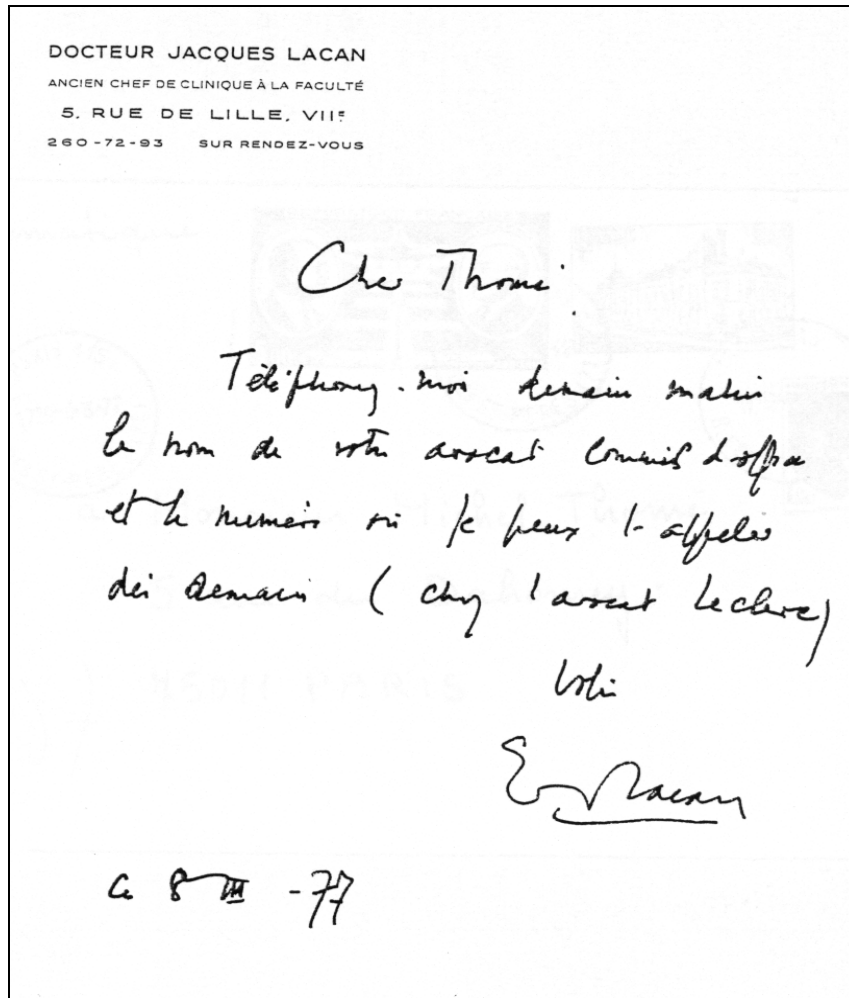 DOCTEUR JACQUES LACAN
ANCIEN CHEF DE CLINIQUE À LA FACULTÉ
5, RUE DE LILLE, VIIE
260-72-93 SUR RENDEZ-VOUS
Cher Thomé
Téléphonez-moi demain matin
le nom de votre avocat commis d'office
et le numéro où je peux l'appeler
dès demain (chez l'avocat Leclerc)
Votre
Lacan
Ce 8 III -77